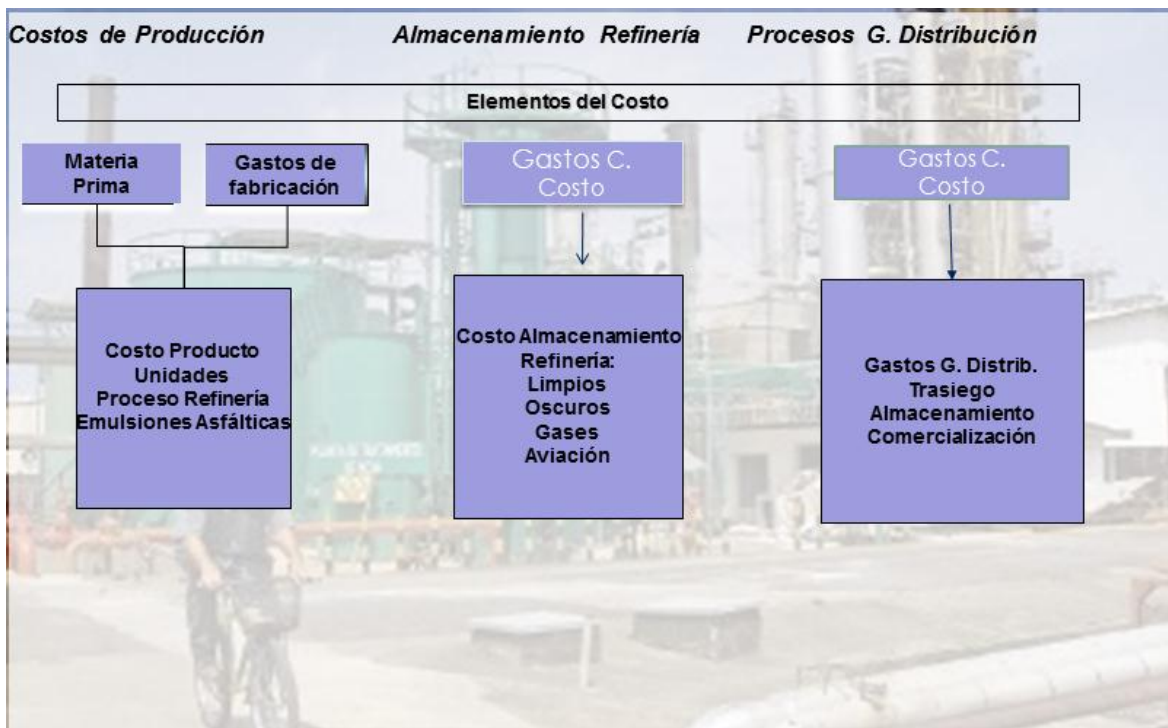 Costos de Producción
Almacenamiento Refinería
Procesos G. Distribución
Elementos del Costo
Materia
Prima
Gastos de
fabricación
Gastos C.
Costo
Gastos C.
Costo
Costo Producto
Unidades
Proceso Refinería
Emulsiones Asfálticas
Costo Almacenamiento
Refinería:
Limpios
Oscuros
Gases
Aviación
Gastos G. Distrib.
Trasiego
Almacenamiento
Comercialización